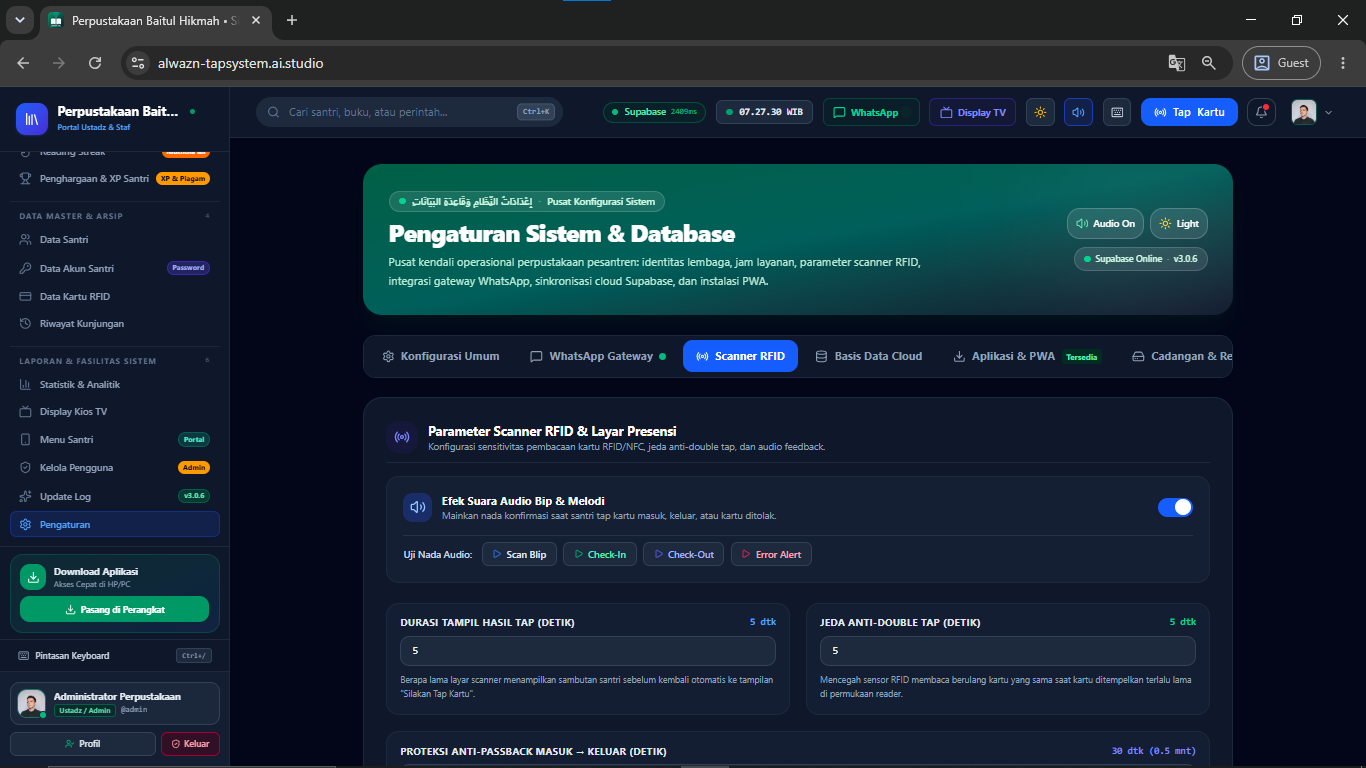 Perpustakaan Baitul Hikmah • S
alwazn-tapsystem.ai.studio
Guest
Perpustakaan Bait...
Portal Ustadz & Staf
Cari santri, buku, atau perintah...
Ctrl+K
Supabase 2409ms
07.27.30 WIB
WhatsApp
Display TV
Tap Kartu
Reading Streak
Penghargaan & XP Santri
XP & Piagam
DATA MASTER & ARSIP
4
Data Santri
Data Akun Santri
Password
Data Kartu RFID
Riwayat Kunjungan
LAPORAN & FASILITAS SISTEM
Statistik & Analitik
Display Kios TV
Menu Santri
Portal
Kelola Pengguna
Admin
Update Log
v3.0.6
Pengaturan
Download Aplikasi
Akses Cepat di HP/PC
Pasang di Perangkat
Pintasan Keyboard
Ctrl+/
Administrator Perpustakaan
Ustadz / Admin
@admin
Profil
Keluar
إِعْدَادَاتُ النِّظَامِ وَقَاعِدَةِ البَيَانَاتِ · Pusat Konfigurasi Sistem
Pengaturan Sistem & Database
Pusat kendali operasional perpustakaan pesantren: identitas lembaga, jam layanan, parameter scanner RFID,
integrasi gateway WhatsApp, sinkronisasi cloud Supabase, dan instalasi PWA.
Audio On
Light
Supabase Online · v3.0.6
Konfigurasi Umum
WhatsApp Gateway
Scanner RFID
Basis Data Cloud
Aplikasi & PWA
Tersedia
Cadangan & Re
Parameter Scanner RFID & Layar Presensi
Konfigurasi sensitivitas pembacaan kartu RFID/NFC, jeda anti-double tap, dan audio feedback.
Efek Suara Audio Bip & Melodi
Mainkan nada konfirmasi saat santri tap kartu masuk, keluar, atau kartu ditolak.
Uji Nada Audio:
Scan Blip
Check-In
Check-Out
Error Alert
DURASI TAMPIL HASIL TAP (DETIK)
5 dtk
5
Berapa lama layar scanner menampilkan sambutan santri sebelum kembali otomatis ke tampilan
"Silakan Tap Kartu".
JEDA ANTI-DOUBLE TAP (DETIK)
5 dtk
5
Mencegah sensor RFID membaca berulang kartu yang sama saat kartu ditempelkan terlalu lama
di permukaan reader.
PROTEKSI ANTI-PASSBACK MASUK → KELUAR (DETIK)
30 dtk (0.5 mnt)